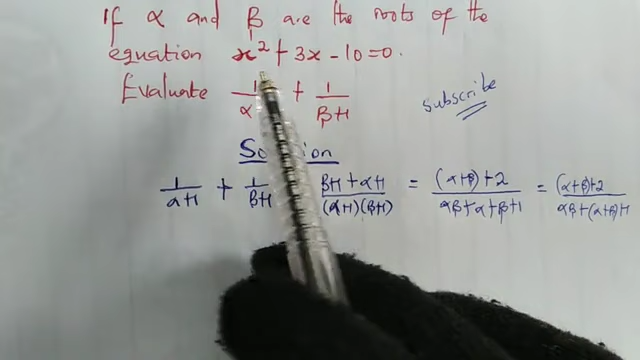 If α and β are the roots of the
equation x² + 3x - 10 = 0.
Evaluate 1/α + 1/β+1
subscribe
Solution
1/α+1 + 1/β+1 β+1 + α+1/(α+1)(β+1) = (α+β)+2/αβ+α+β+1 = (α+β)+2/αβ+(α+β)+1